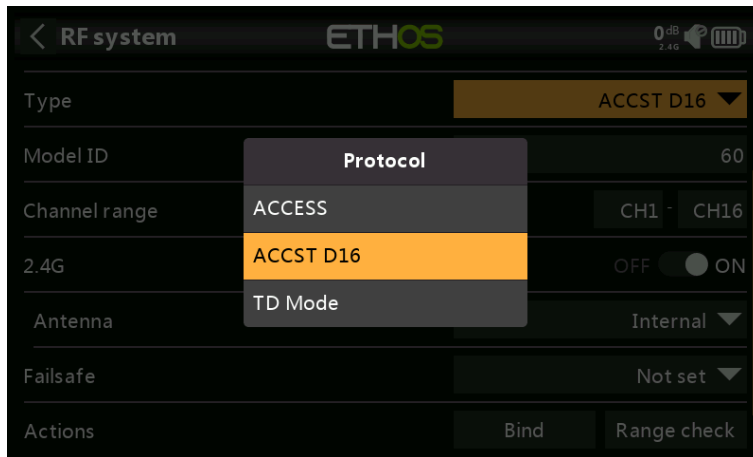 RF system
ETHOS
0dB
2.4G
Type
ACCST D16
Model ID
60
Protocol
Channel range
CH1 - CH16
ACCESS
ACCST D16
2.4G
OFF ON
TD Mode
Antenna
Internal
Failsafe
Not set
Actions
Bind
Range check